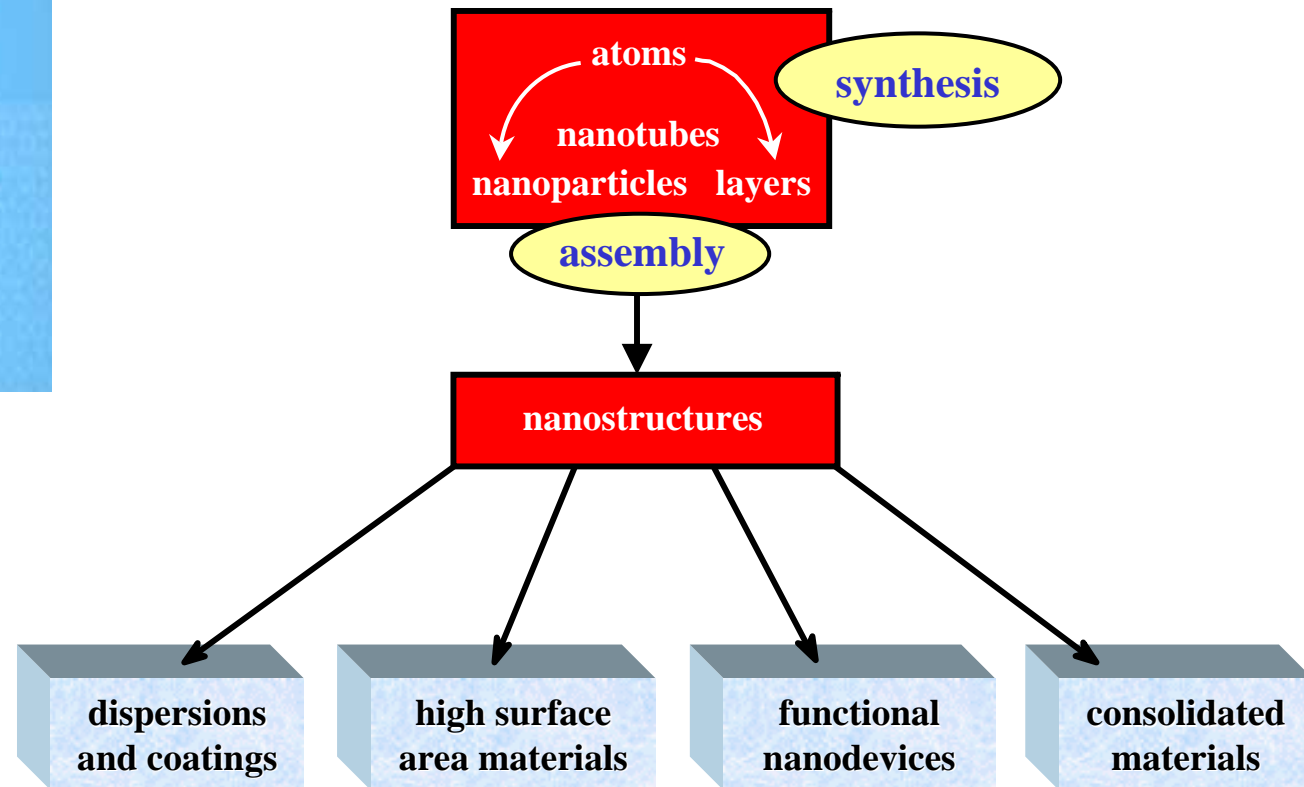 atoms
synthesis
nanotubes
nanoparticles layers
assembly
nanostructures
dispersions
and coatings
high surface
area materials
functional
nanodevices
consolidated
materials